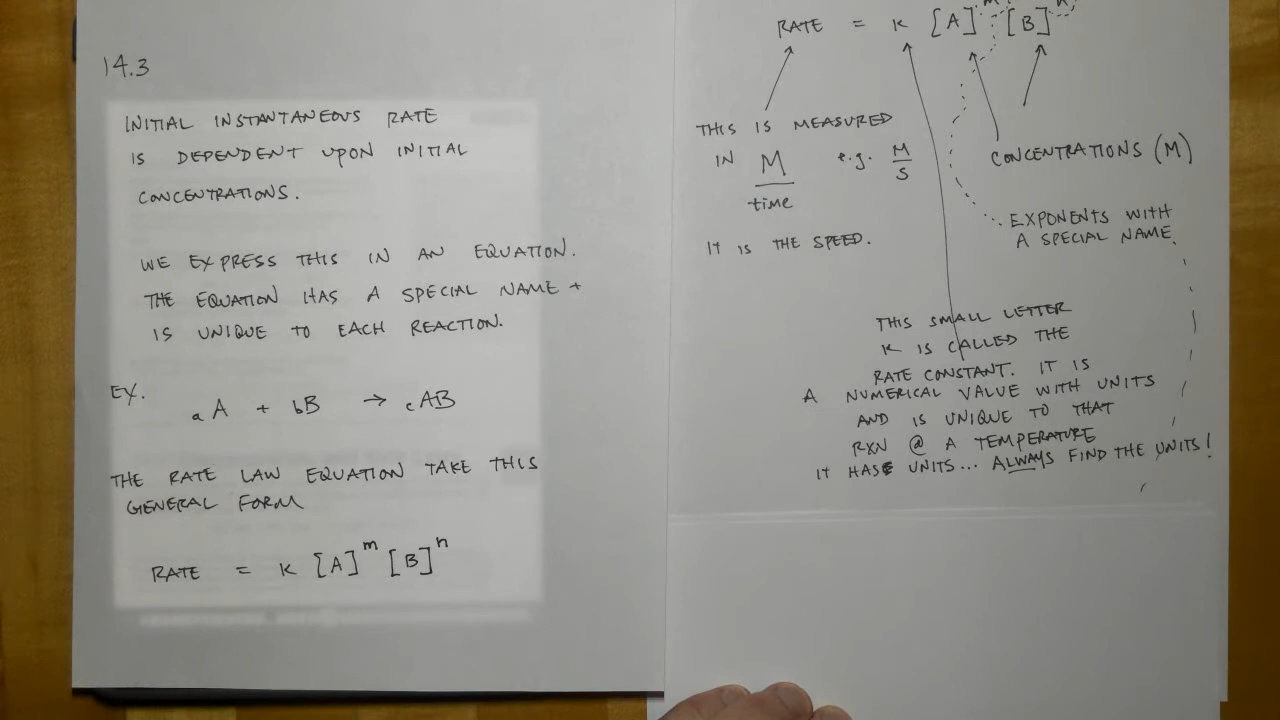 14.3
INITIAL INSTANTANEOUS RATE
IS DEPENDENT UPON INITIAL
CONCENTRATIONS.
WE EXPRESS THIS IN AN EQUATION.
THE EQUATION HAS A SPECIAL NAME +
IS UNIQUE TO EACH REACTION.
EX.
aA + bB → cAB
THE RATE LAW EQUATION TAKE THIS
GENERAL FORM
RATE = K [A]^m [B]^n
RATE = K [A]^m [B]^n
THIS IS MEASURED
IN M/time e.g. M/S
IT IS THE SPEED.
CONCENTRATIONS (M)
EXPONENTS WITH
A SPECIAL NAME.
THIS SMALL LETTER
K IS CALLED THE
RATE CONSTANT. IT IS
A NUMERICAL VALUE WITH UNITS
AND IS UNIQUE TO THAT
RXN @ A TEMPERATURE
IT HAS UNITS... ALWAYS FIND THE UNITS!